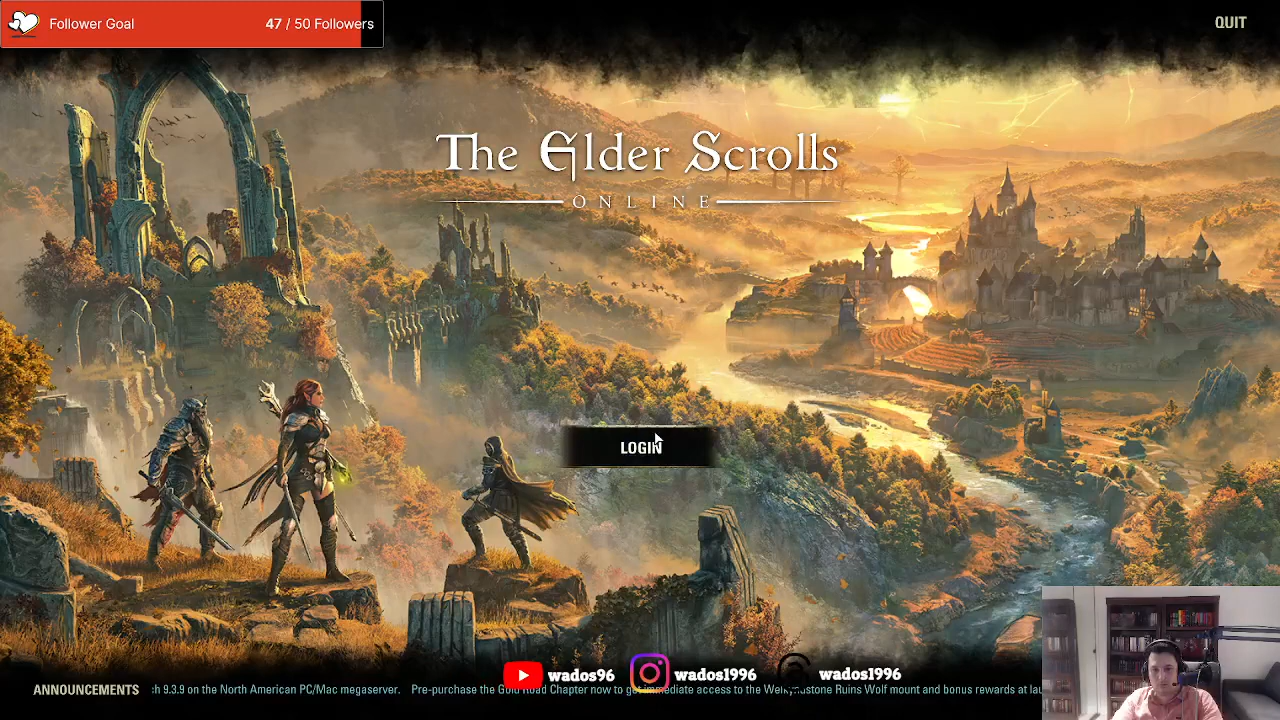 Follower Goal 47 / 50 Followers
QUIT
The Elder Scrolls
ONLINE
LOGIN
wados96 wados1996 wados1996
ANNOUNCEMENTS :h 9.3.9 on the North American PC/Mac megaserver. Pre-purchase the Gold Road Chapter now to get immediate access to the Welkyndstone Ruins Wolf mount and bonus rewards at lau